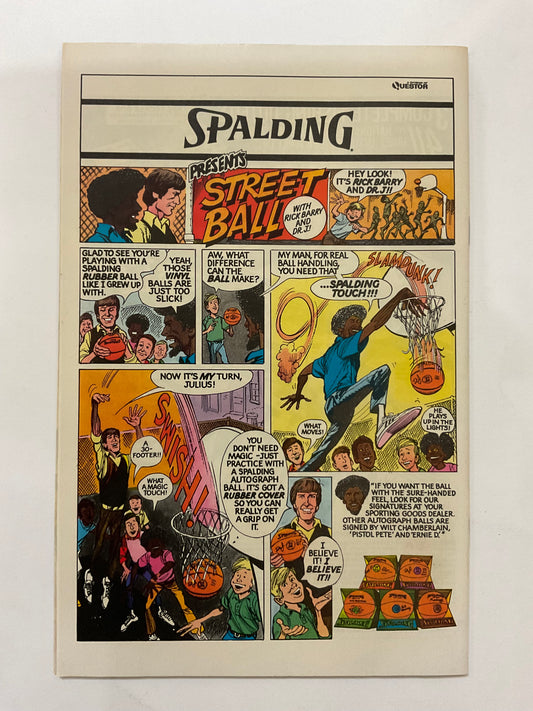 A DIVISION OF
QUESTOR
SPALDING
PRESENTS
STREET
BALL
WITH
RICK BARRY
AND
DR. J!
HEY LOOK!
IT'S RICK BARRY
AND DR. J!!
GLAD TO SEE YOU'RE
PLAYING WITH A
SPALDING
RUBBER BALL
LIKE I GREW UP
WITH.
YEAH,
THOSE
VINYL
BALLS ARE
JUST TOO
SLICK!
AW, WHAT
DIFFERENCE
CAN THE
BALL MAKE?
MY MAN, FOR REAL
BALL HANDLING,
YOU NEED THAT
...SPALDING
TOUCH!!!
SLAMDUNK!
WHAT
MOVES!
HE
PLAYS
UP IN THE
LIGHTS!
NOW IT'S MY TURN,
JULIUS!
A
30-
FOOTER!!
WHAT
A MAGIC
TOUCH!
SWISH!
YOU
DON'T NEED
MAGIC-JUST
PRACTICE WITH
A SPALDING
AUTOGRAPH
BALL. IT'S GOT A
RUBBER COVER
SO YOU CAN
REALLY
GET A
GRIP ON
IT.
I
BELIEVE
IT! I
BELIEVE
IT!!
"IF YOU WANT THE BALL
WITH THE SURE-HANDED
FEEL, LOOK FOR OUR
SIGNATURES AT YOUR
SPORTING GOODS DEALER.
OTHER AUTOGRAPH BALLS ARE
SIGNED BY WILT CHAMBERLAIN,
'PISTOL PETE' AND 'ERNIE D.'"